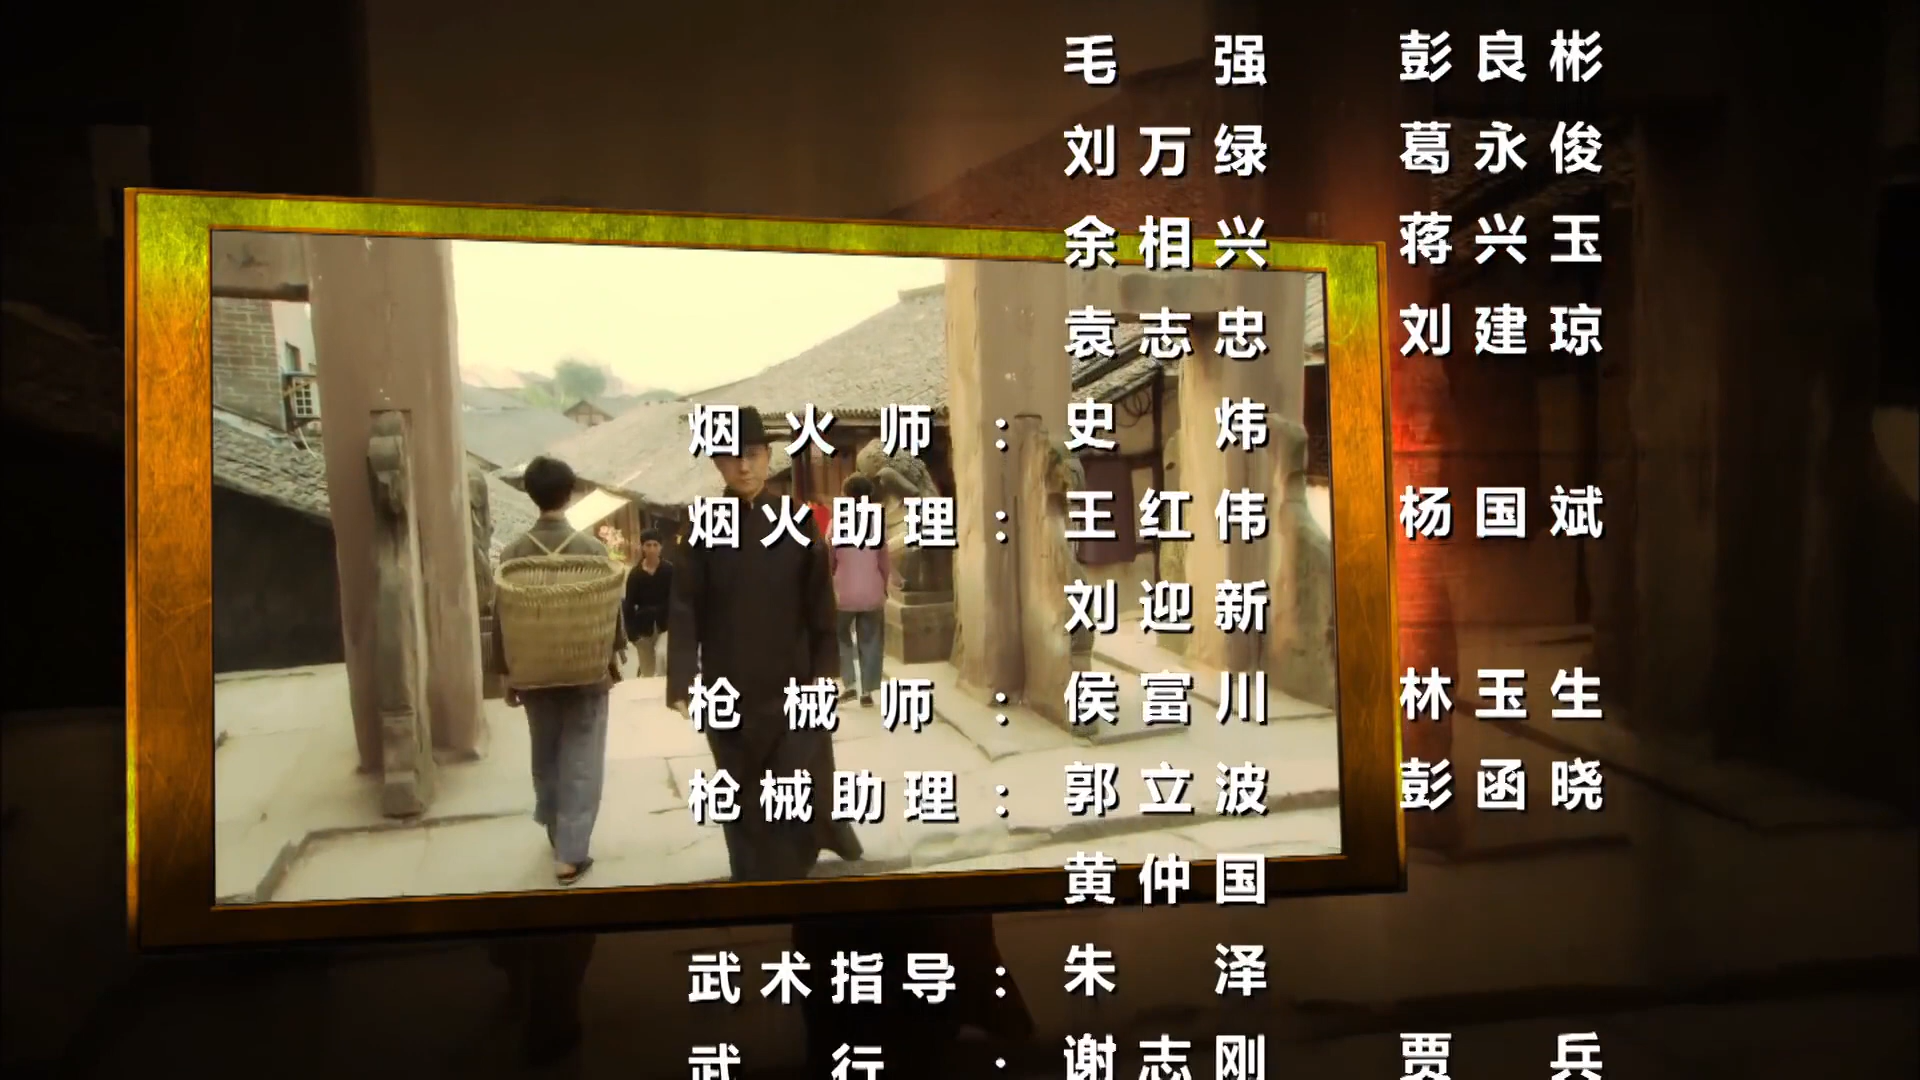 毛强 彭良彬
刘万绿 葛永俊
余相兴 蒋兴玉
袁志忠 刘建琼
烟火师：史炜
烟火助理：王红伟 杨国斌
刘迎新
枪械师：侯富川 林玉生
枪械助理：郭立波 彭函晓
黄仲国
武术指导：朱泽
武行：谢志刚 贾兵